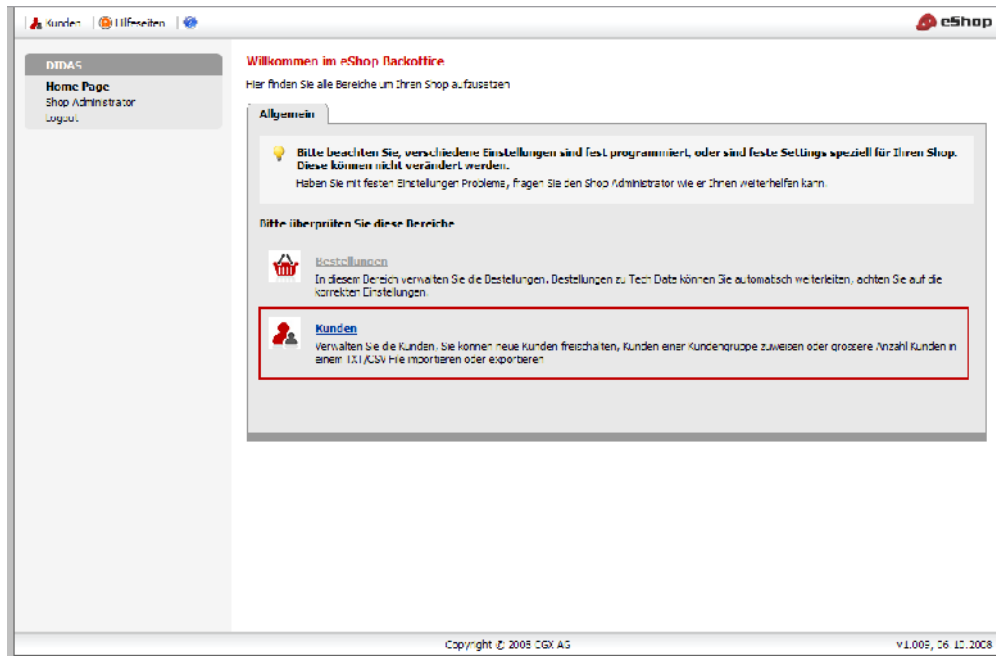 Kunden | Hilfeseiten |
eShop
DIDAS
Home Page
Shop Administrator
Logout
Willkommen im eShop Backoffice
Hier finden Sie alle Bereiche um Ihren Shop aufzusetzen
Allgemein
Bitte beachten Sie, verschiedene Einstellungen sind fest programmiert, oder sind feste Settings speziell für Ihren Shop.
Diese können nicht verändert werden.
Haben Sie mit festen Einstellungen Probleme, fragen Sie den Shop Administrator wie er Ihnen weiterhelfen kann.
Bitte überprüfen Sie diese Bereiche
Bestellungen
In diesem Bereich verwalten Sie die Bestellungen. Bestellungen zu Tech Data können Sie automatisch weiterleiten, achten Sie auf die
korrekten Einstellungen.
Kunden
Verwalten Sie die Kunden, Sie können neue Kunden freischalten, Kunden einer Kundengruppe zuweisen oder grossere Anzahl Kunden in
einem TXT/CSV File importieren oder exportieren
Copyright © CGX AG
v1.009, 06.10.2008